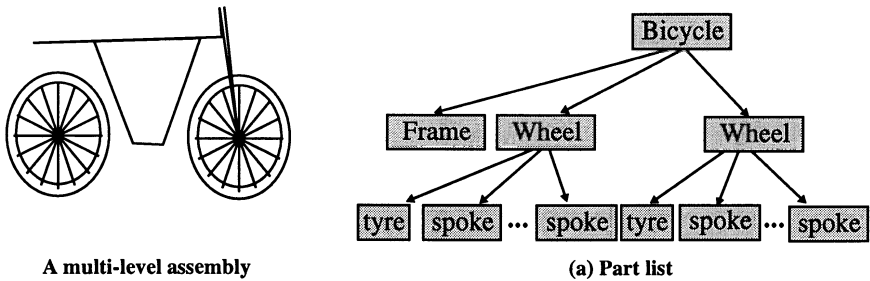 Bicycle
Frame Wheel Wheel
tyre spoke ... spoke tyre spoke ... spoke
A multi-level assembly (a) Part list